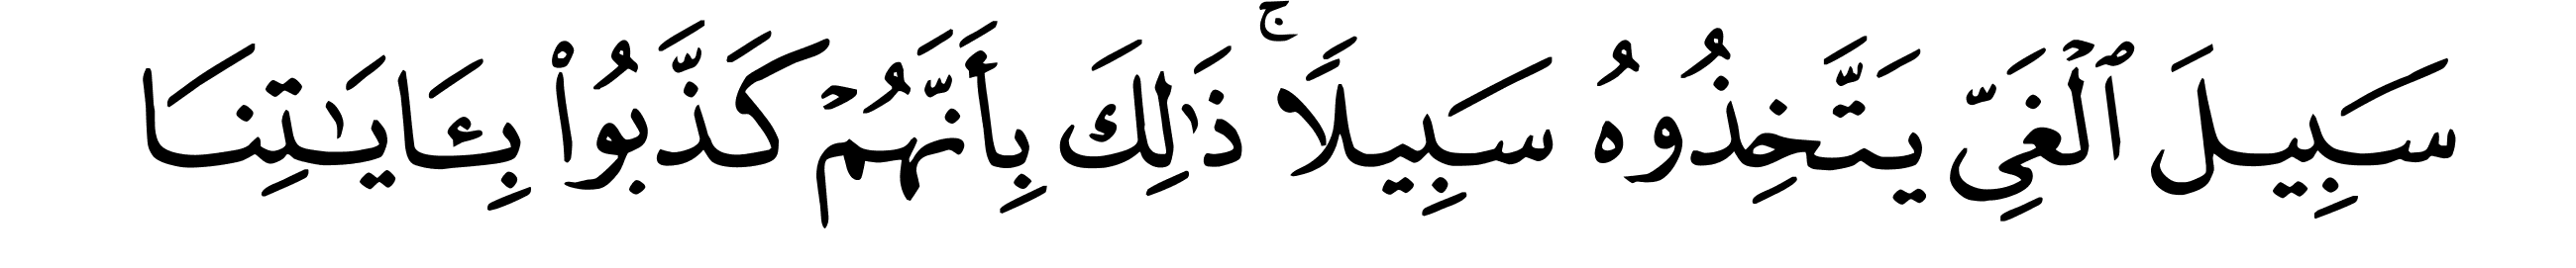 سَبِيلَ ٱلْغَىِّ يَتَّخِذُوهُ سَبِيلًا ۚ ذَٰلِكَ بِأَنَّهُمْ كَذَّبُوا۟ بِـَٔايَـٰتِنَا